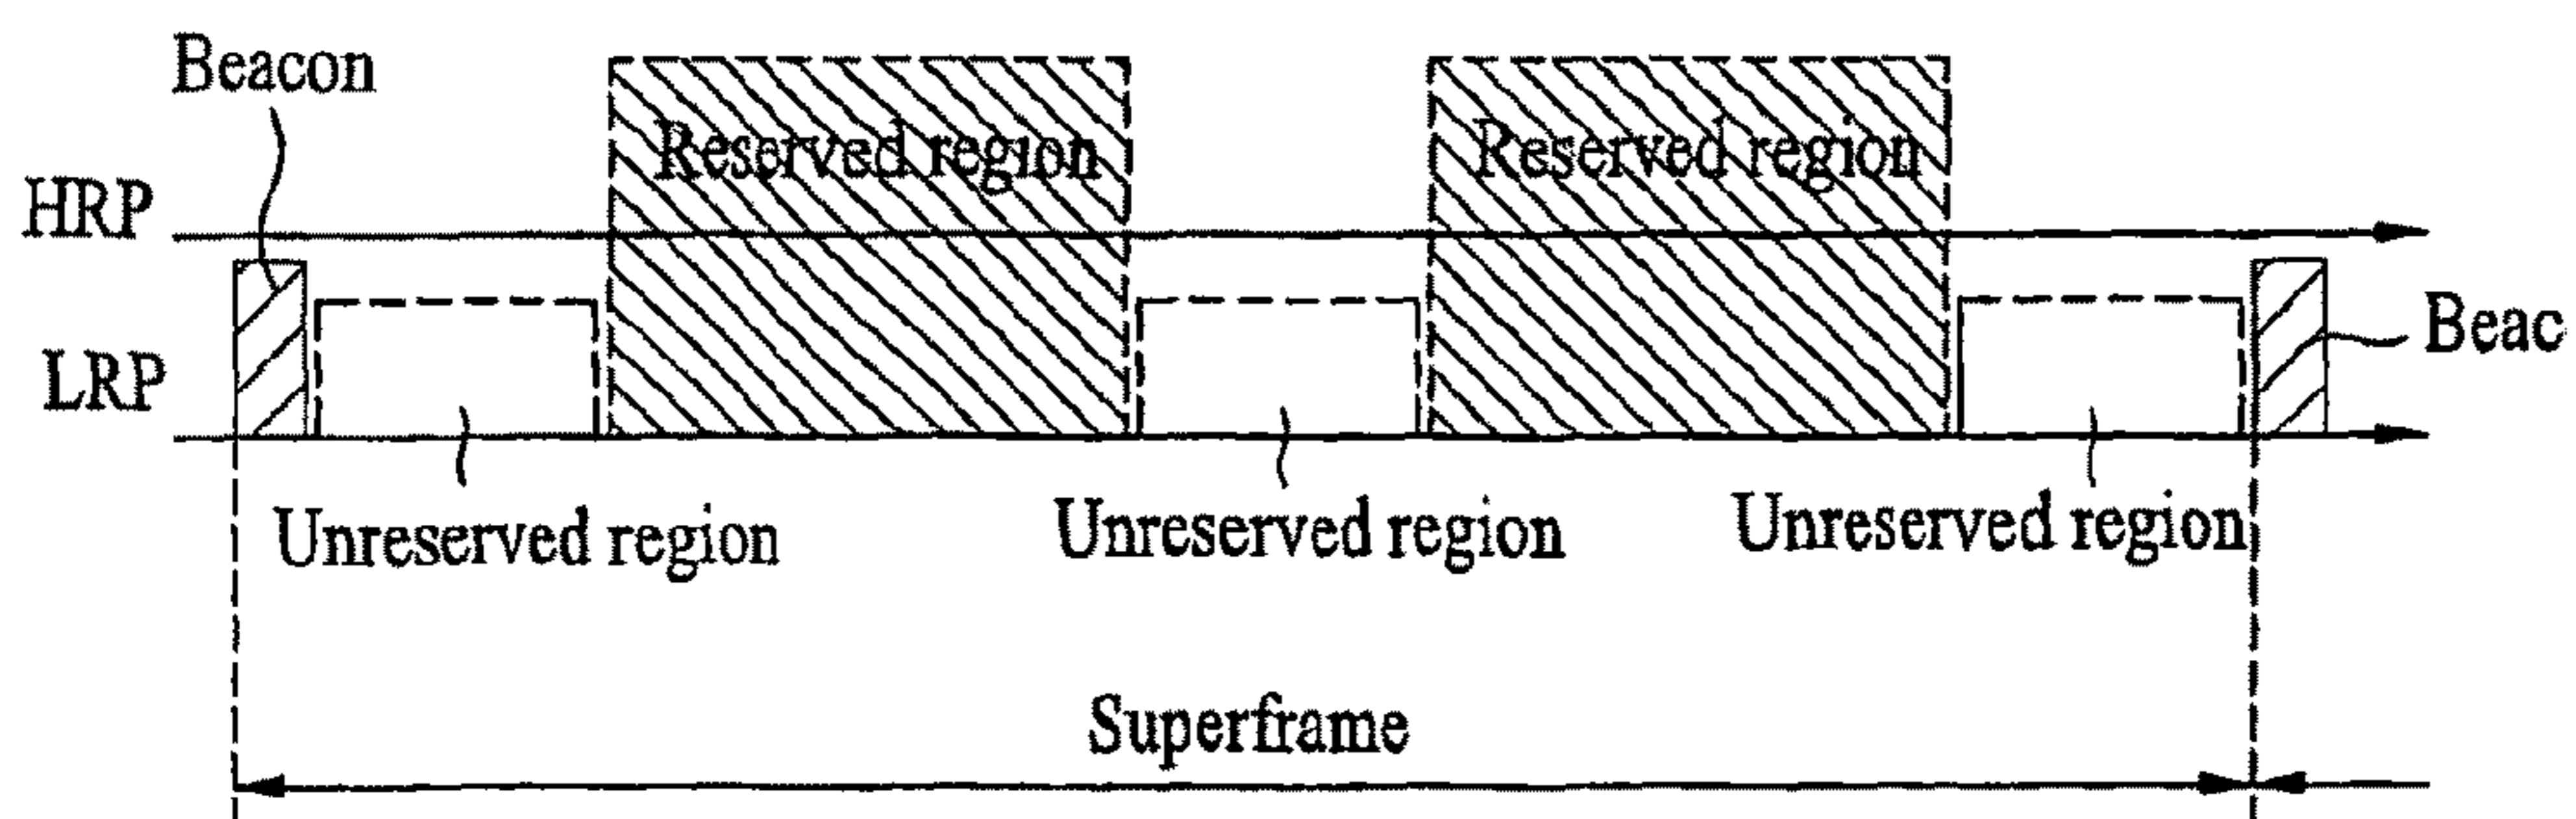 Beacon
Reserved region
Reserved region
HRP
LRP
Beac
Unreserved region
Unreserved region
Unreserved region
Superframe